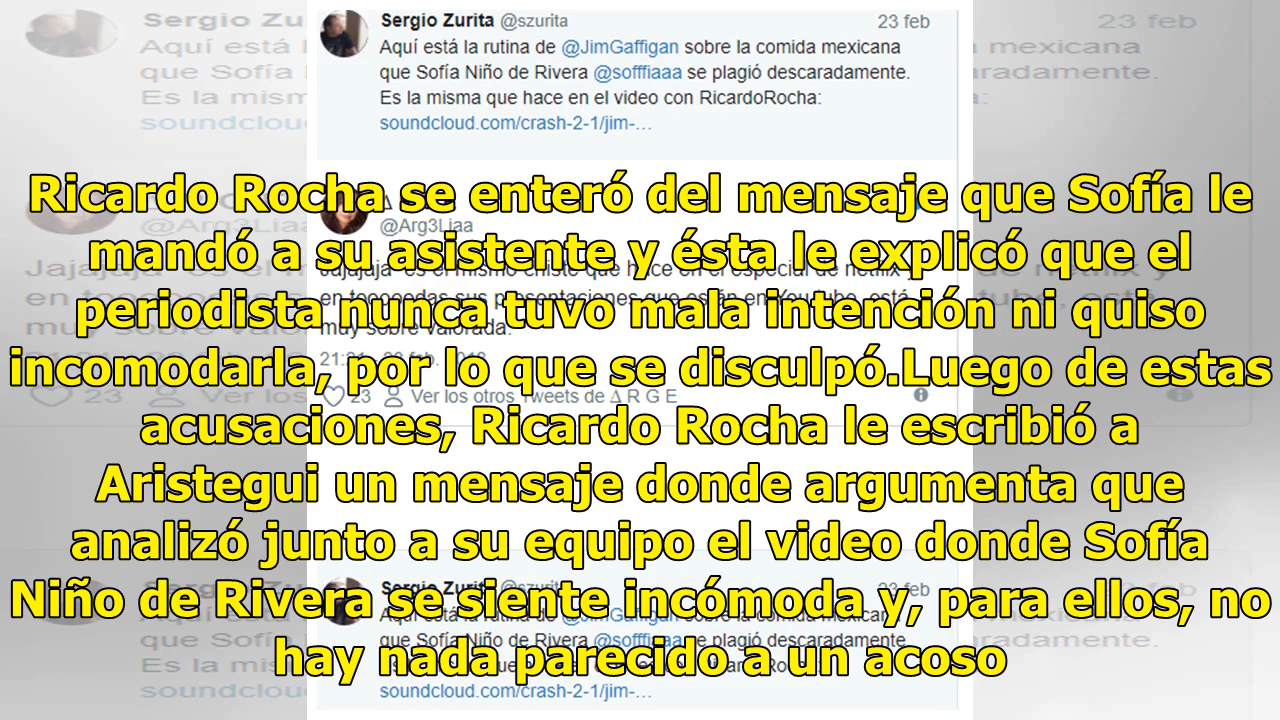 Sergio Zurita @szurita 23 feb
Aquí está la rutina de @JimGaffigan sobre la comida mexicana
que Sofía Niño de Rivera @sofffiaaa se plagió descaradamente.
Es la misma que hace en el video con RicardoRocha:
soundcloud.com/crash-2-1/jim-…
Ricardo Rocha se enteró del mensaje que Sofía le
mandó a su asistente y ésta le explicó que el
periodista nunca tuvo mala intención ni quiso
incomodarla, por lo que se disculpó.Luego de estas
acusaciones, Ricardo Rocha le escribió a
Aristegui un mensaje donde argumenta que
analizó junto a su equipo el video donde Sofía
Niño de Rivera se siente incómoda y, para ellos, no
hay nada parecido a un acoso
@Arg3Liaa
muy sobre valorada.
23 Ver los otros Tweets de Δ R G E
Sergio Zurita @szurita 23 feb
Aquí está la rutina de @JimGaffigan sobre la comida mexicana
que Sofía Niño de Rivera @sofffiaaa se plagió descaradamente.
soundcloud.com/crash-2-1/jim-…